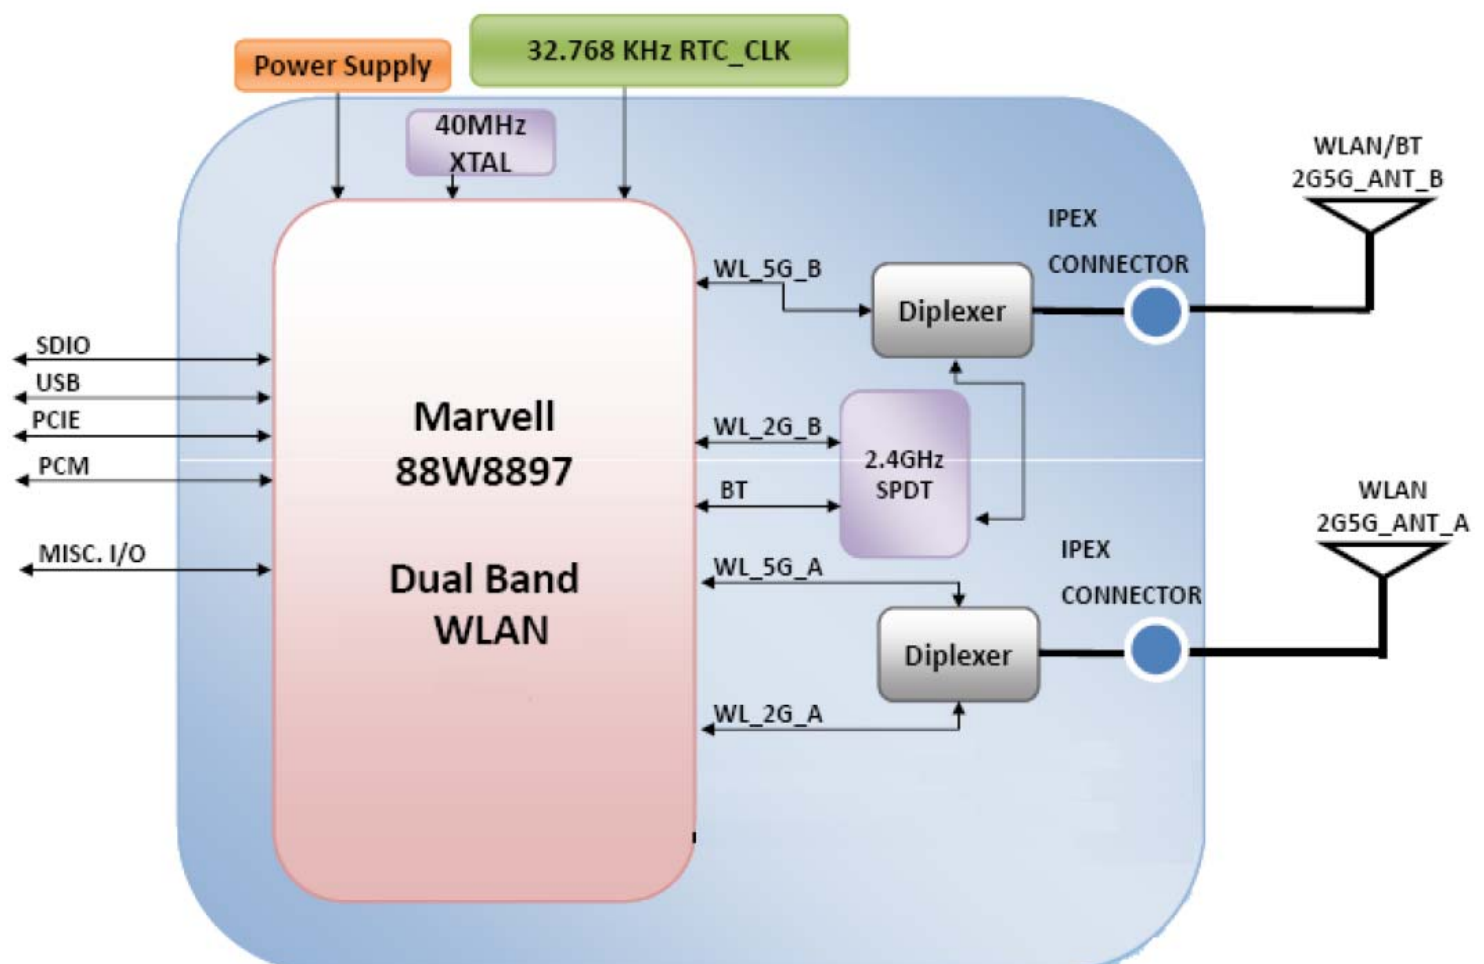 32.768 KHz RTC_CLK
Power Supply
40MHz
XTAL
WLAN/BT
2G5G_ANT_B
IPEX
CONNECTOR
WL_5G_B
Diplexer
SDIO
USB
PCIE
PCM
MISC. I/O
Marvell
88W8897
Dual Band
WLAN
WL_2G_B
BT
2.4GHz
SPDT
WLAN
2G5G_ANT_A
IPEX
CONNECTOR
WL_5G_A
Diplexer
WL_2G_A